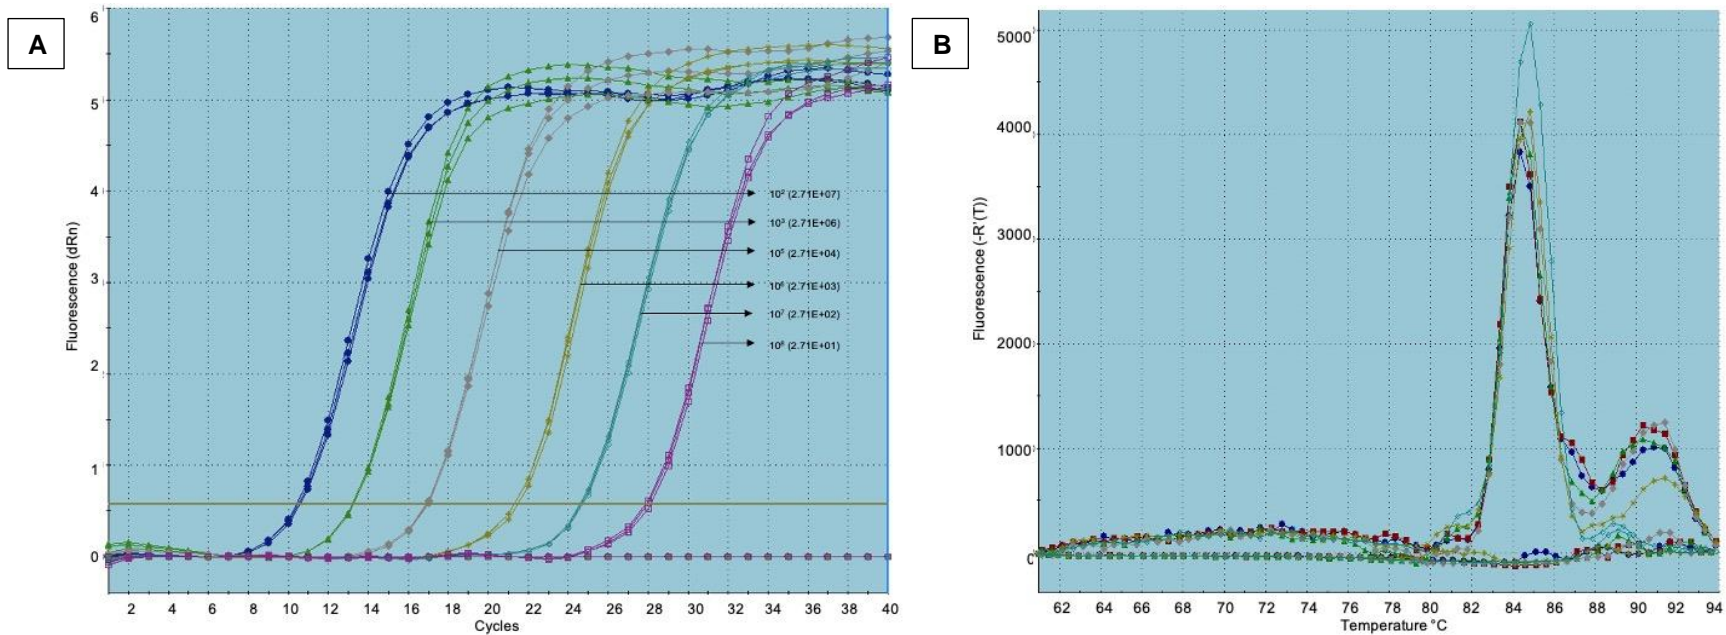 A
6
5
4
3
2
1
0
Fluorescence (dRn)
10² (2.71E+07)
10³ (2.71E+06)
10⁵ (2.71E+04)
10⁶ (2.71E+03)
10⁷ (2.71E+02)
10⁸ (2.71E+01)
2 4 6 8 10 12 14 16 18 20 22 24 26 28 30 32 34 36 38 40
Cycles
B
5000
4000
3000
2000
1000
0
Fluorescence (-R'(T))
62 64 66 68 70 72 74 76 78 80 82 84 86 88 90 92 94
Temperature °C